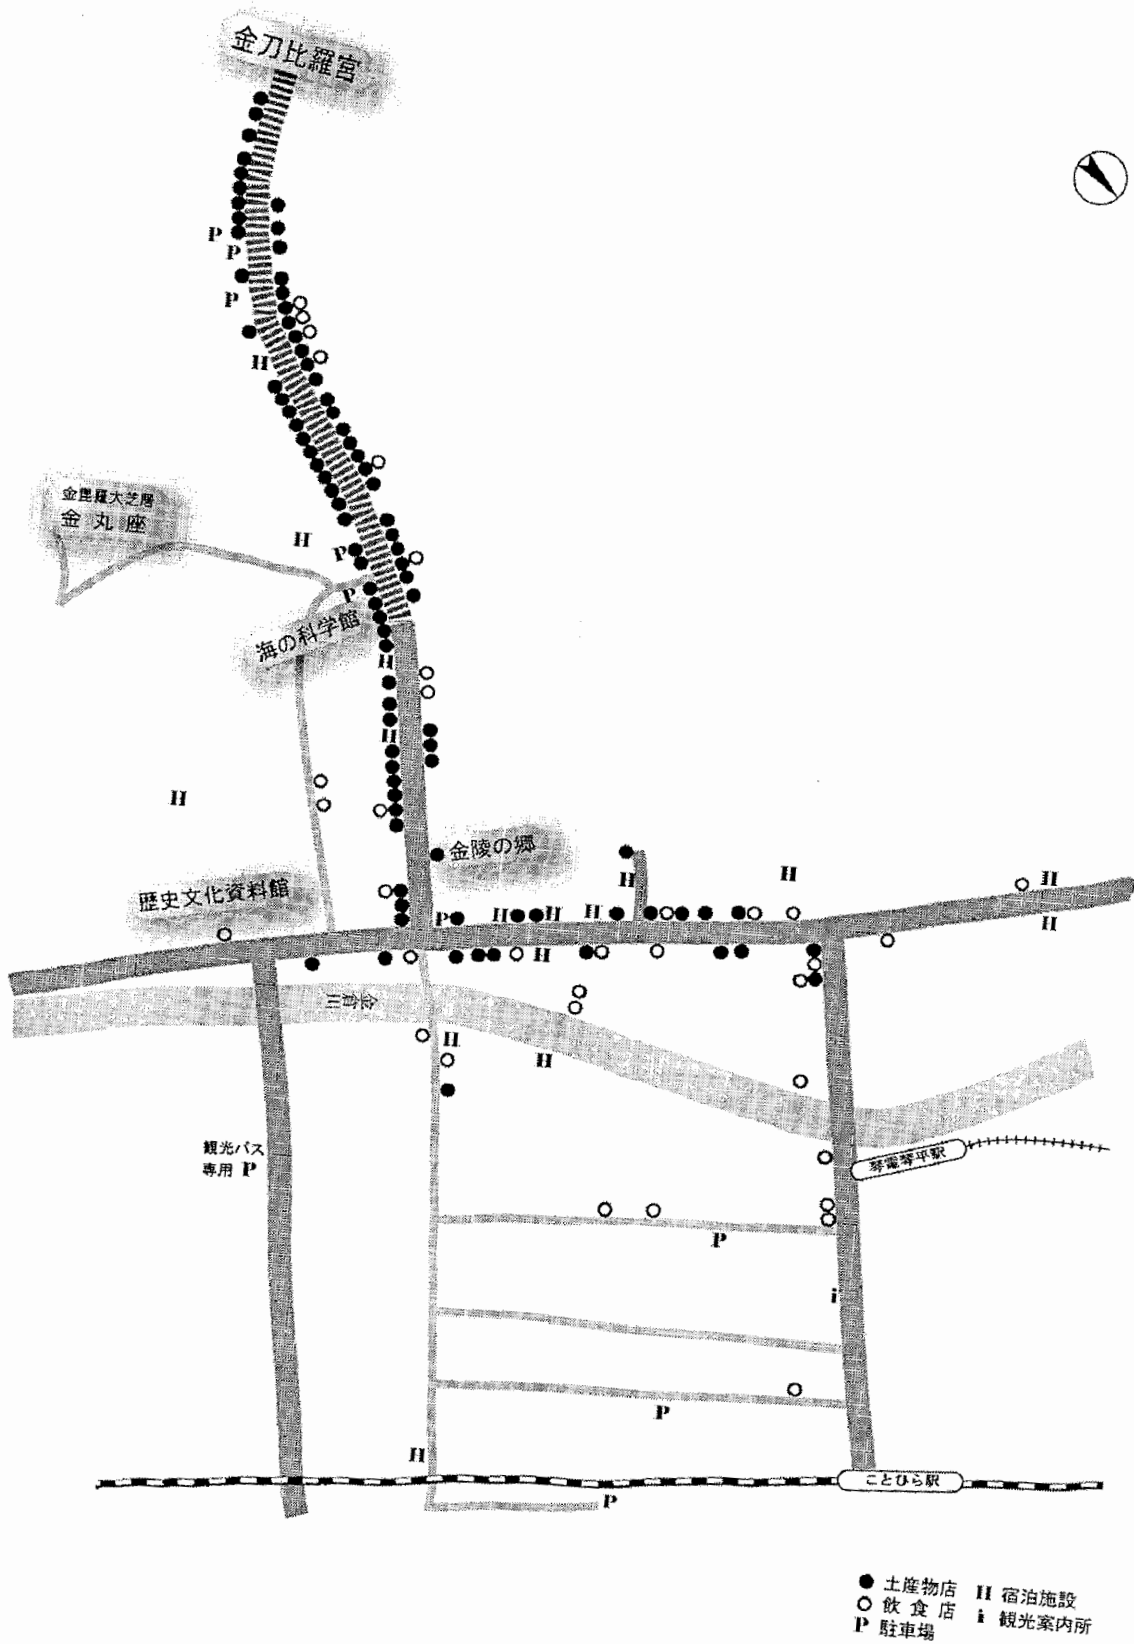 金刀比羅宮
P
P
P
H
金毘羅大芝居
金丸座
H
P
P
海の科学館
H
H
H
金陵の郷
H
H
H
歴史文化資料館
P
H
H
H
H
H
金倉川
H
H
観光バス
専用 P
琴電琴平駅
P
i
P
H
ことひら駅
P
● 土産物店 H 宿泊施設
○ 飲食店 i 観光案内所
P 駐車場